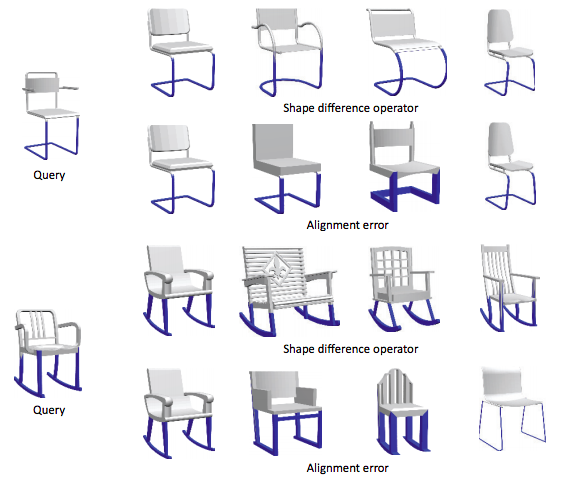 Shape difference operator
Query
Alignment error
Shape difference operator
Query
Alignment error